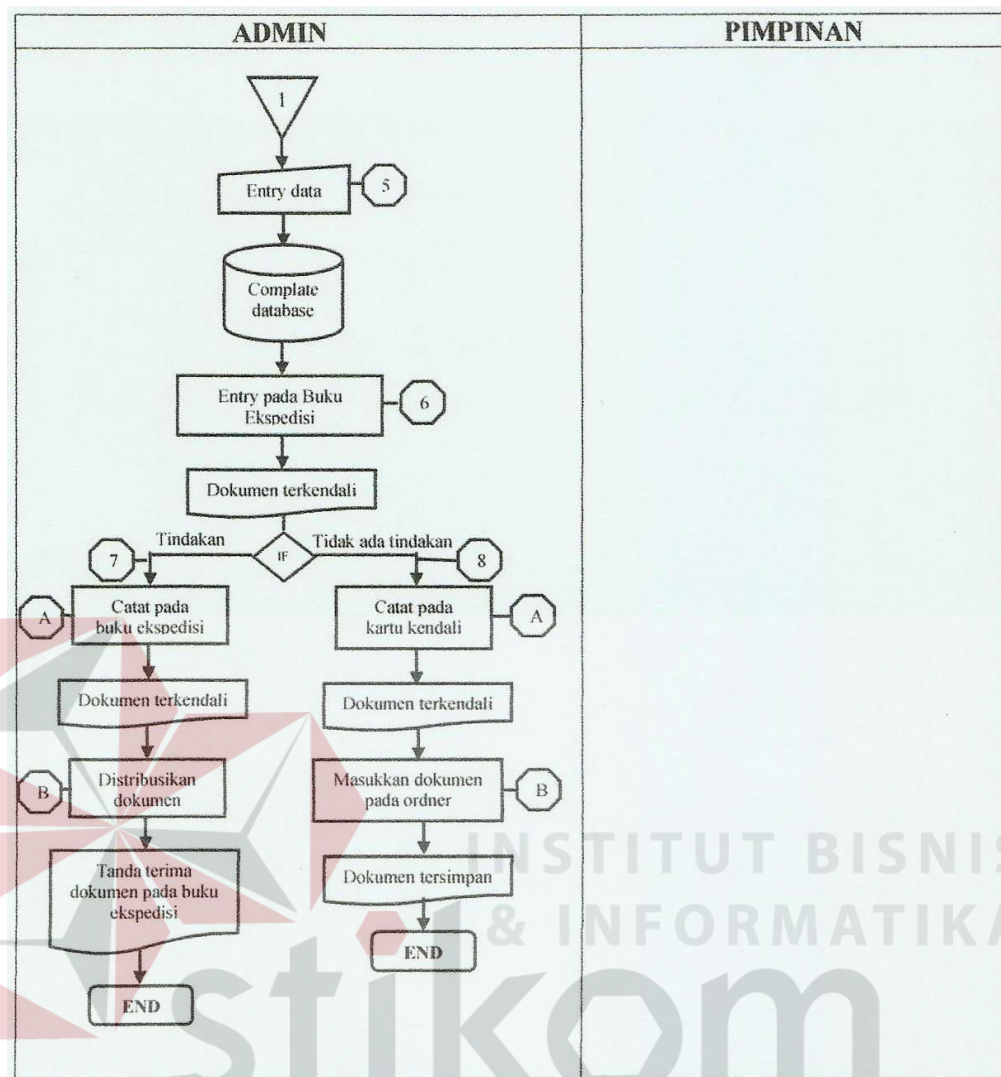 ADMIN
PIMPINAN
1
Entry data
5
Complate
database
Entry pada Buku
Ekspedisi
6
Dokumen terkendali
Tindakan
IF
Tidak ada tindakan
7
8
A
Catat pada
buku ekspedisi
Catat pada
kartu kendali
A
Dokumen terkendali
Dokumen terkendali
B
Distribusikan
dokumen
Masukkan dokumen
pada ordner
B
Tanda terima
dokumen pada buku
ekspedisi
Dokumen tersimpan
END
END
INSTITUT BISNIS
& INFORMATIKA
stikom